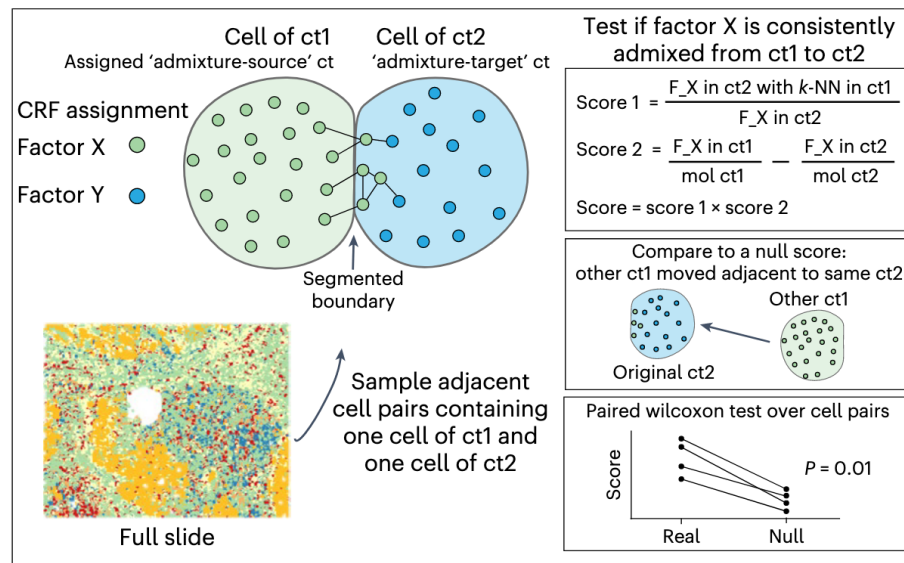 Cell of ct1
Assigned 'admixture-source' ct
Cell of ct2
'admixture-target' ct
CRF assignment
Factor X
Factor Y
Segmented
boundary
Sample adjacent
cell pairs containing
one cell of ct1 and
one cell of ct2
Full slide
Test if factor X is consistently
admixed from ct1 to ct2
Score 1 = F_X in ct2 with k-NN in ct1
F_X in ct2
Score 2 = F_X in ct1 − F_X in ct2
mol ct1 mol ct2
Score = score 1 × score 2
Compare to a null score:
other ct1 moved adjacent to same ct2
Other ct1
Original ct2
Paired wilcoxon test over cell pairs
Score
P = 0.01
Real Null